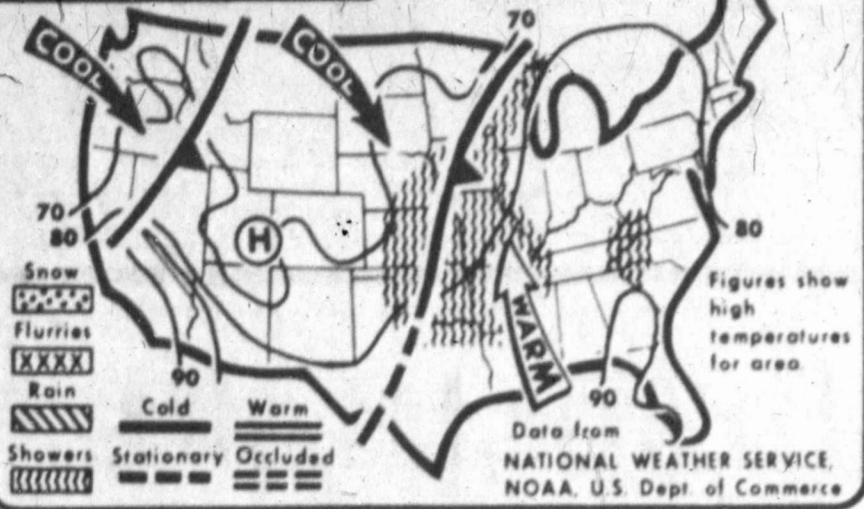 COOL
COOL
70
70
80
H
80
WARM
90
90
Snow
Flurries
Rain
Showers
Cold
Warm
Stationary
Occluded
Figures show
high
temperatures
for area.
Data from
NATIONAL WEATHER SERVICE,
NOAA, U.S. Dept. of Commerce